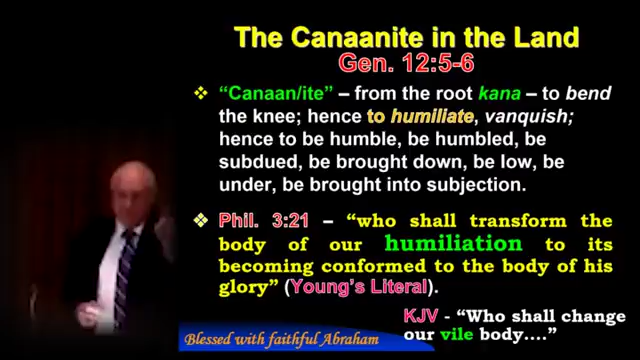 The Canaanite in the Land
Gen. 12:5-6
❖ “Canaan/ite” – from the root kana – to bend
the knee; hence to humiliate, vanquish;
hence to be humble, be humbled, be
subdued, be brought down, be low, be
under, be brought into subjection.
❖ Phil. 3:21 – “who shall transform the
body of our humiliation to its
becoming conformed to the body of his
glory” (Young's Literal).
KJV - “Who shall change
our vile body....”
Blessed with faithful Abraham